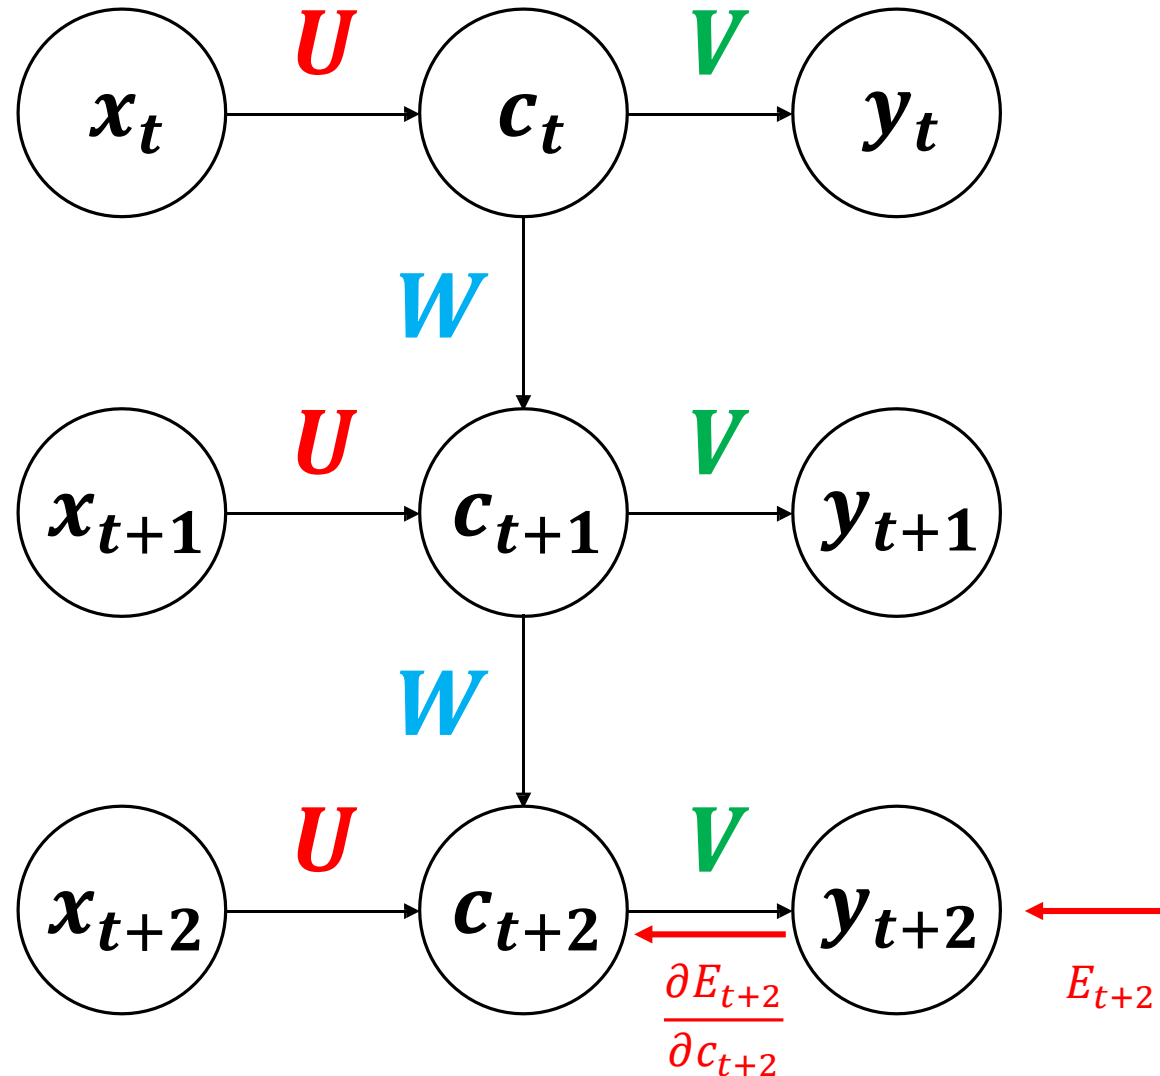 U V
x_t c_t y_t
W
U V
x_{t+1} c_{t+1} y_{t+1}
W
U V
x_{t+2} c_{t+2} y_{t+2}
∂E_{t+2}/∂c_{t+2} E_{t+2}